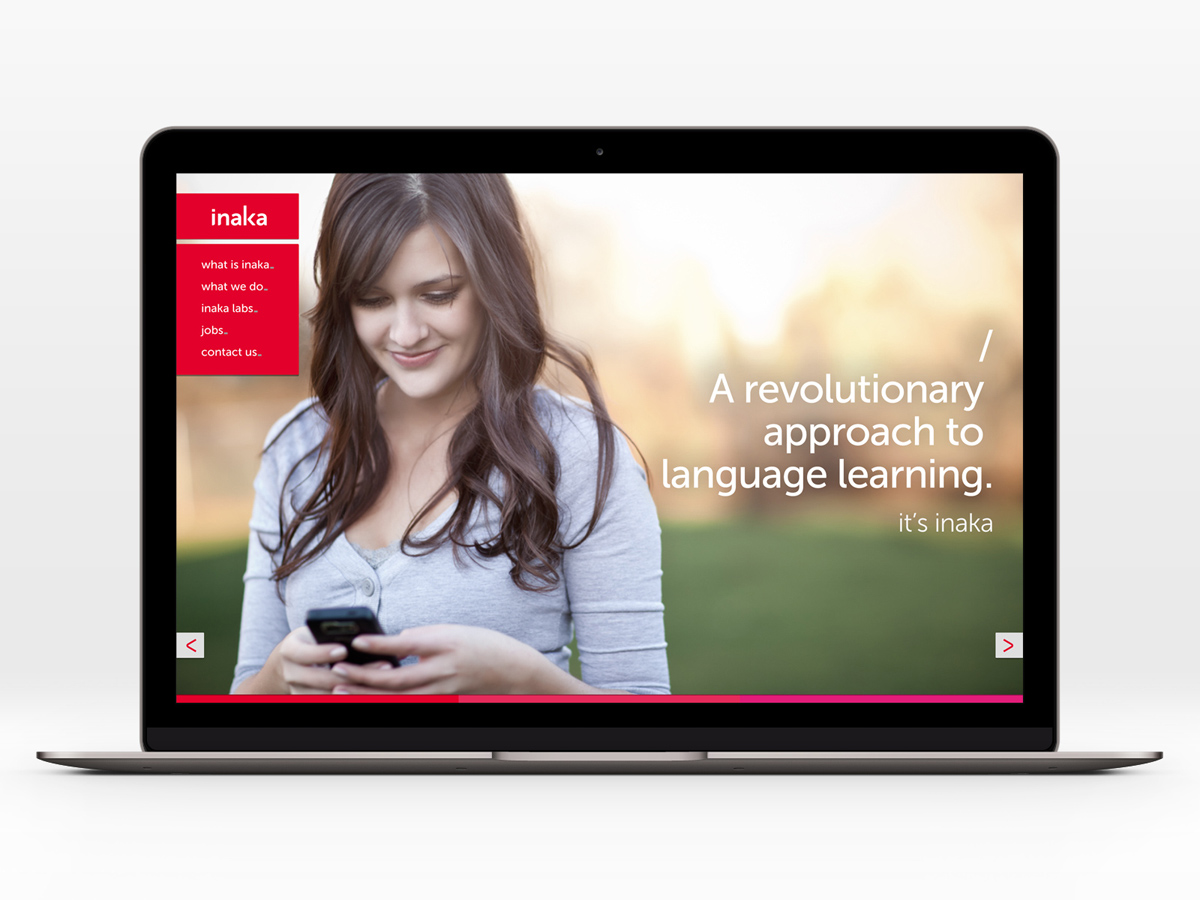 inaka
what is inaka_
what we do_
inaka labs_
jobs_
contact us_
/
A revolutionary
approach to
language learning.
it's inaka
<
>